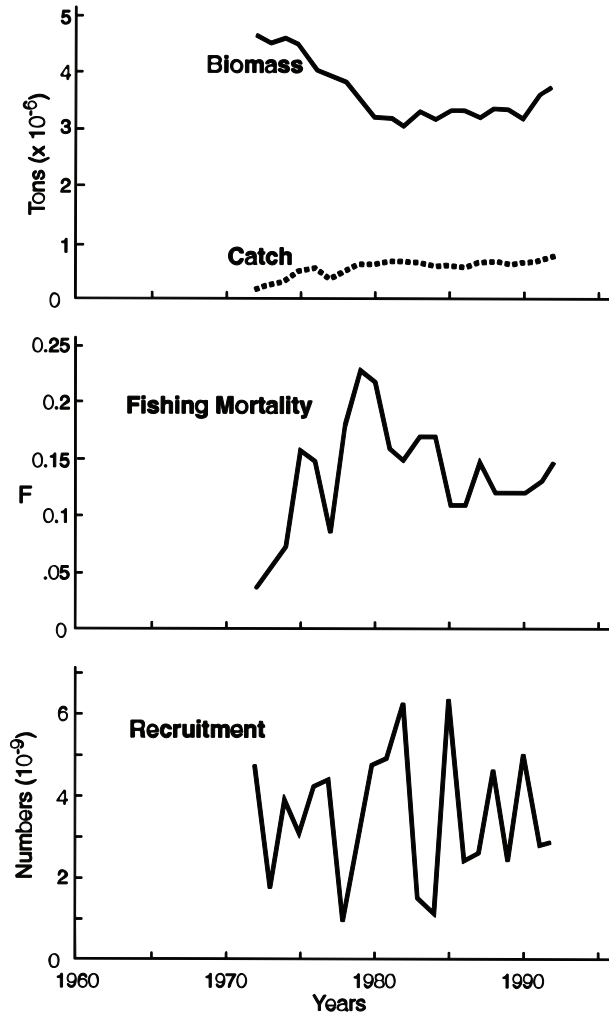 5
Biomass
4
Tons (x 10-6)
3
2
1
Catch
0
0.25
0.2
Fishing Mortality
0.15
F
0.1
.05
0
6
Recruitment
Numbers (10-9)
4
2
0
1960 1970 1980 1990
Years